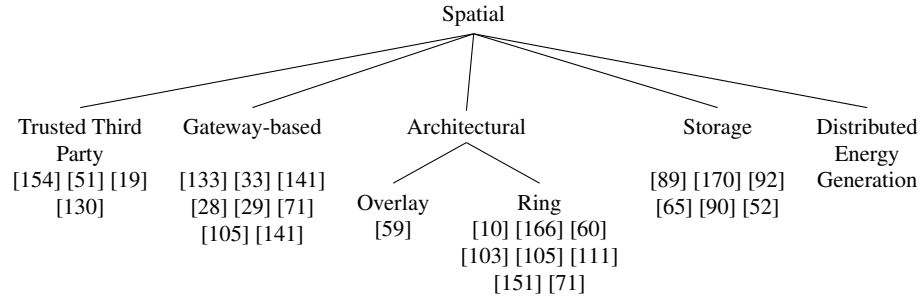 Spatial
Trusted Third
Party
[154] [51] [19]
[130]
Gateway-based
[133] [33] [141]
[28] [29] [71]
[105] [141]
Architectural
Overlay
[59]
Ring
[10] [166] [60]
[103] [105] [111]
[151] [71]
Storage
[89] [170] [92]
[65] [90] [52]
Distributed
Energy
Generation